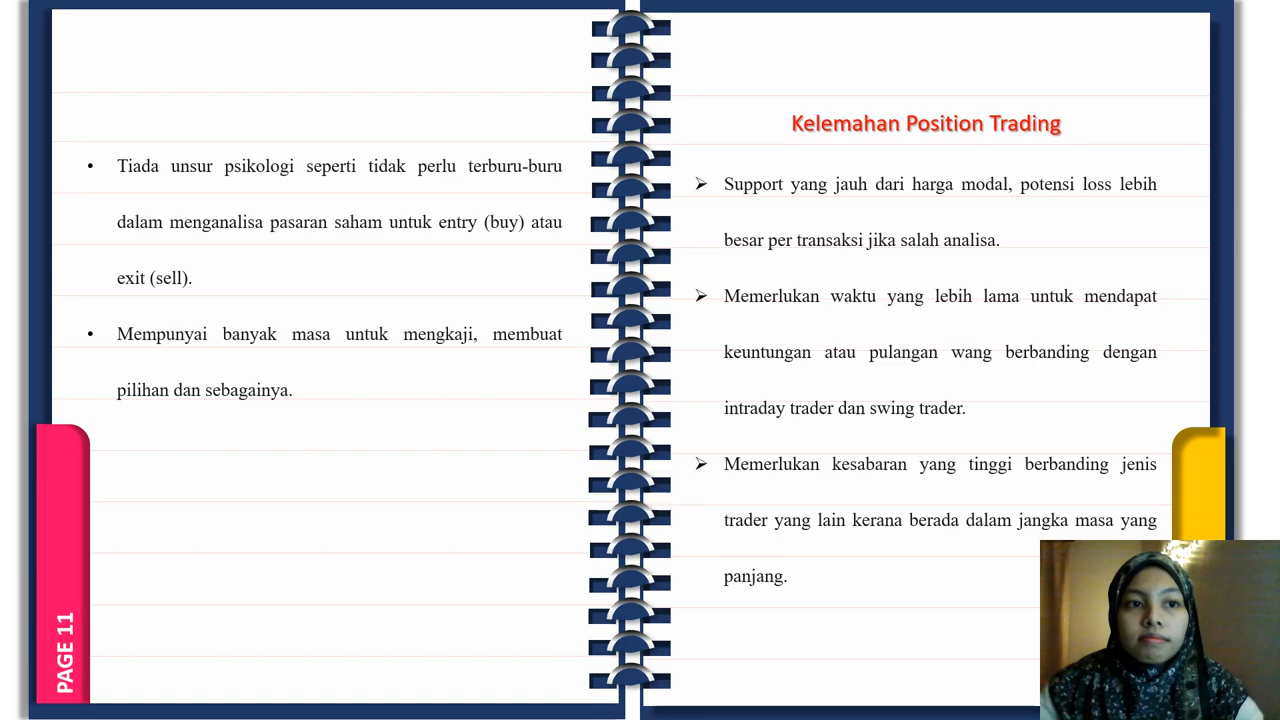 • Tiada unsur psikologi seperti tidak perlu terburu-buru
dalam menganalisa pasaran saham untuk entry (buy) atau
exit (sell).
• Mempunyai banyak masa untuk mengkaji, membuat
pilihan dan sebagainya.
PAGE 11
Kelemahan Position Trading
➢ Support yang jauh dari harga modal, potensi loss lebih
besar per transaksi jika salah analisa.
➢ Memerlukan waktu yang lebih lama untuk mendapat
keuntungan atau pulangan wang berbanding dengan
intraday trader dan swing trader.
➢ Memerlukan kesabaran yang tinggi berbanding jenis
trader yang lain kerana berada dalam jangka masa yang
panjang.